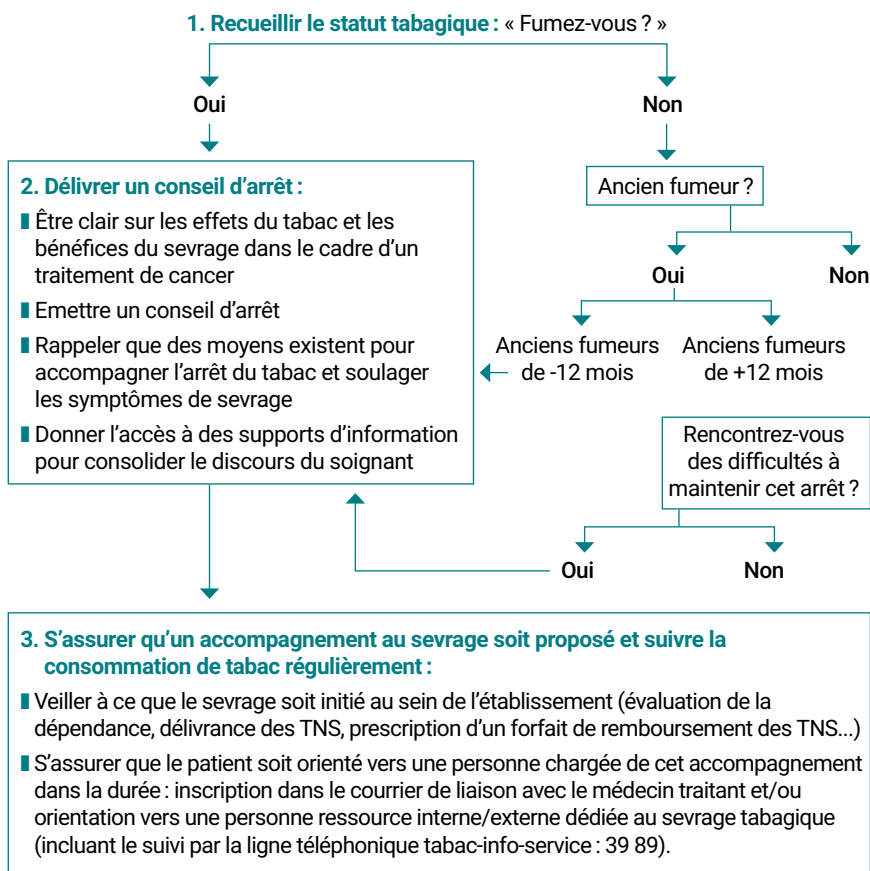 1. Recueillir le statut tabagique : « Fumez-vous ? »
Oui
Non
2. Délivrer un conseil d’arrêt :
Être clair sur les effets du tabac et les
bénéfices du sevrage dans le cadre d’un
traitement de cancer
Emettre un conseil d’arrêt
Rappeler que des moyens existent pour
accompagner l’arrêt du tabac et soulager
les symptômes de sevrage
Donner l’accès à des supports d’information
pour consolider le discours du soignant
Ancien fumeur ?
Oui
Non
Anciens fumeurs
de -12 mois
Anciens fumeurs
de +12 mois
Rencontrez-vous
des difficultés à
maintenir cet arrêt ?
Oui
Non
3. S’assurer qu’un accompagnement au sevrage soit proposé et suivre la
consommation de tabac régulièrement :
Veiller à ce que le sevrage soit initié au sein de l’établissement (évaluation de la
dépendance, délivrance des TNS, prescription d’un forfait de remboursement des TNS...)
S’assurer que le patient soit orienté vers une personne chargée de cet accompagnement
dans la durée : inscription dans le courrier de liaison avec le médecin traitant et/ou
orientation vers une personne ressource interne/externe dédiée au sevrage tabagique
(incluant le suivi par la ligne téléphonique tabac-info-service : 39 89).